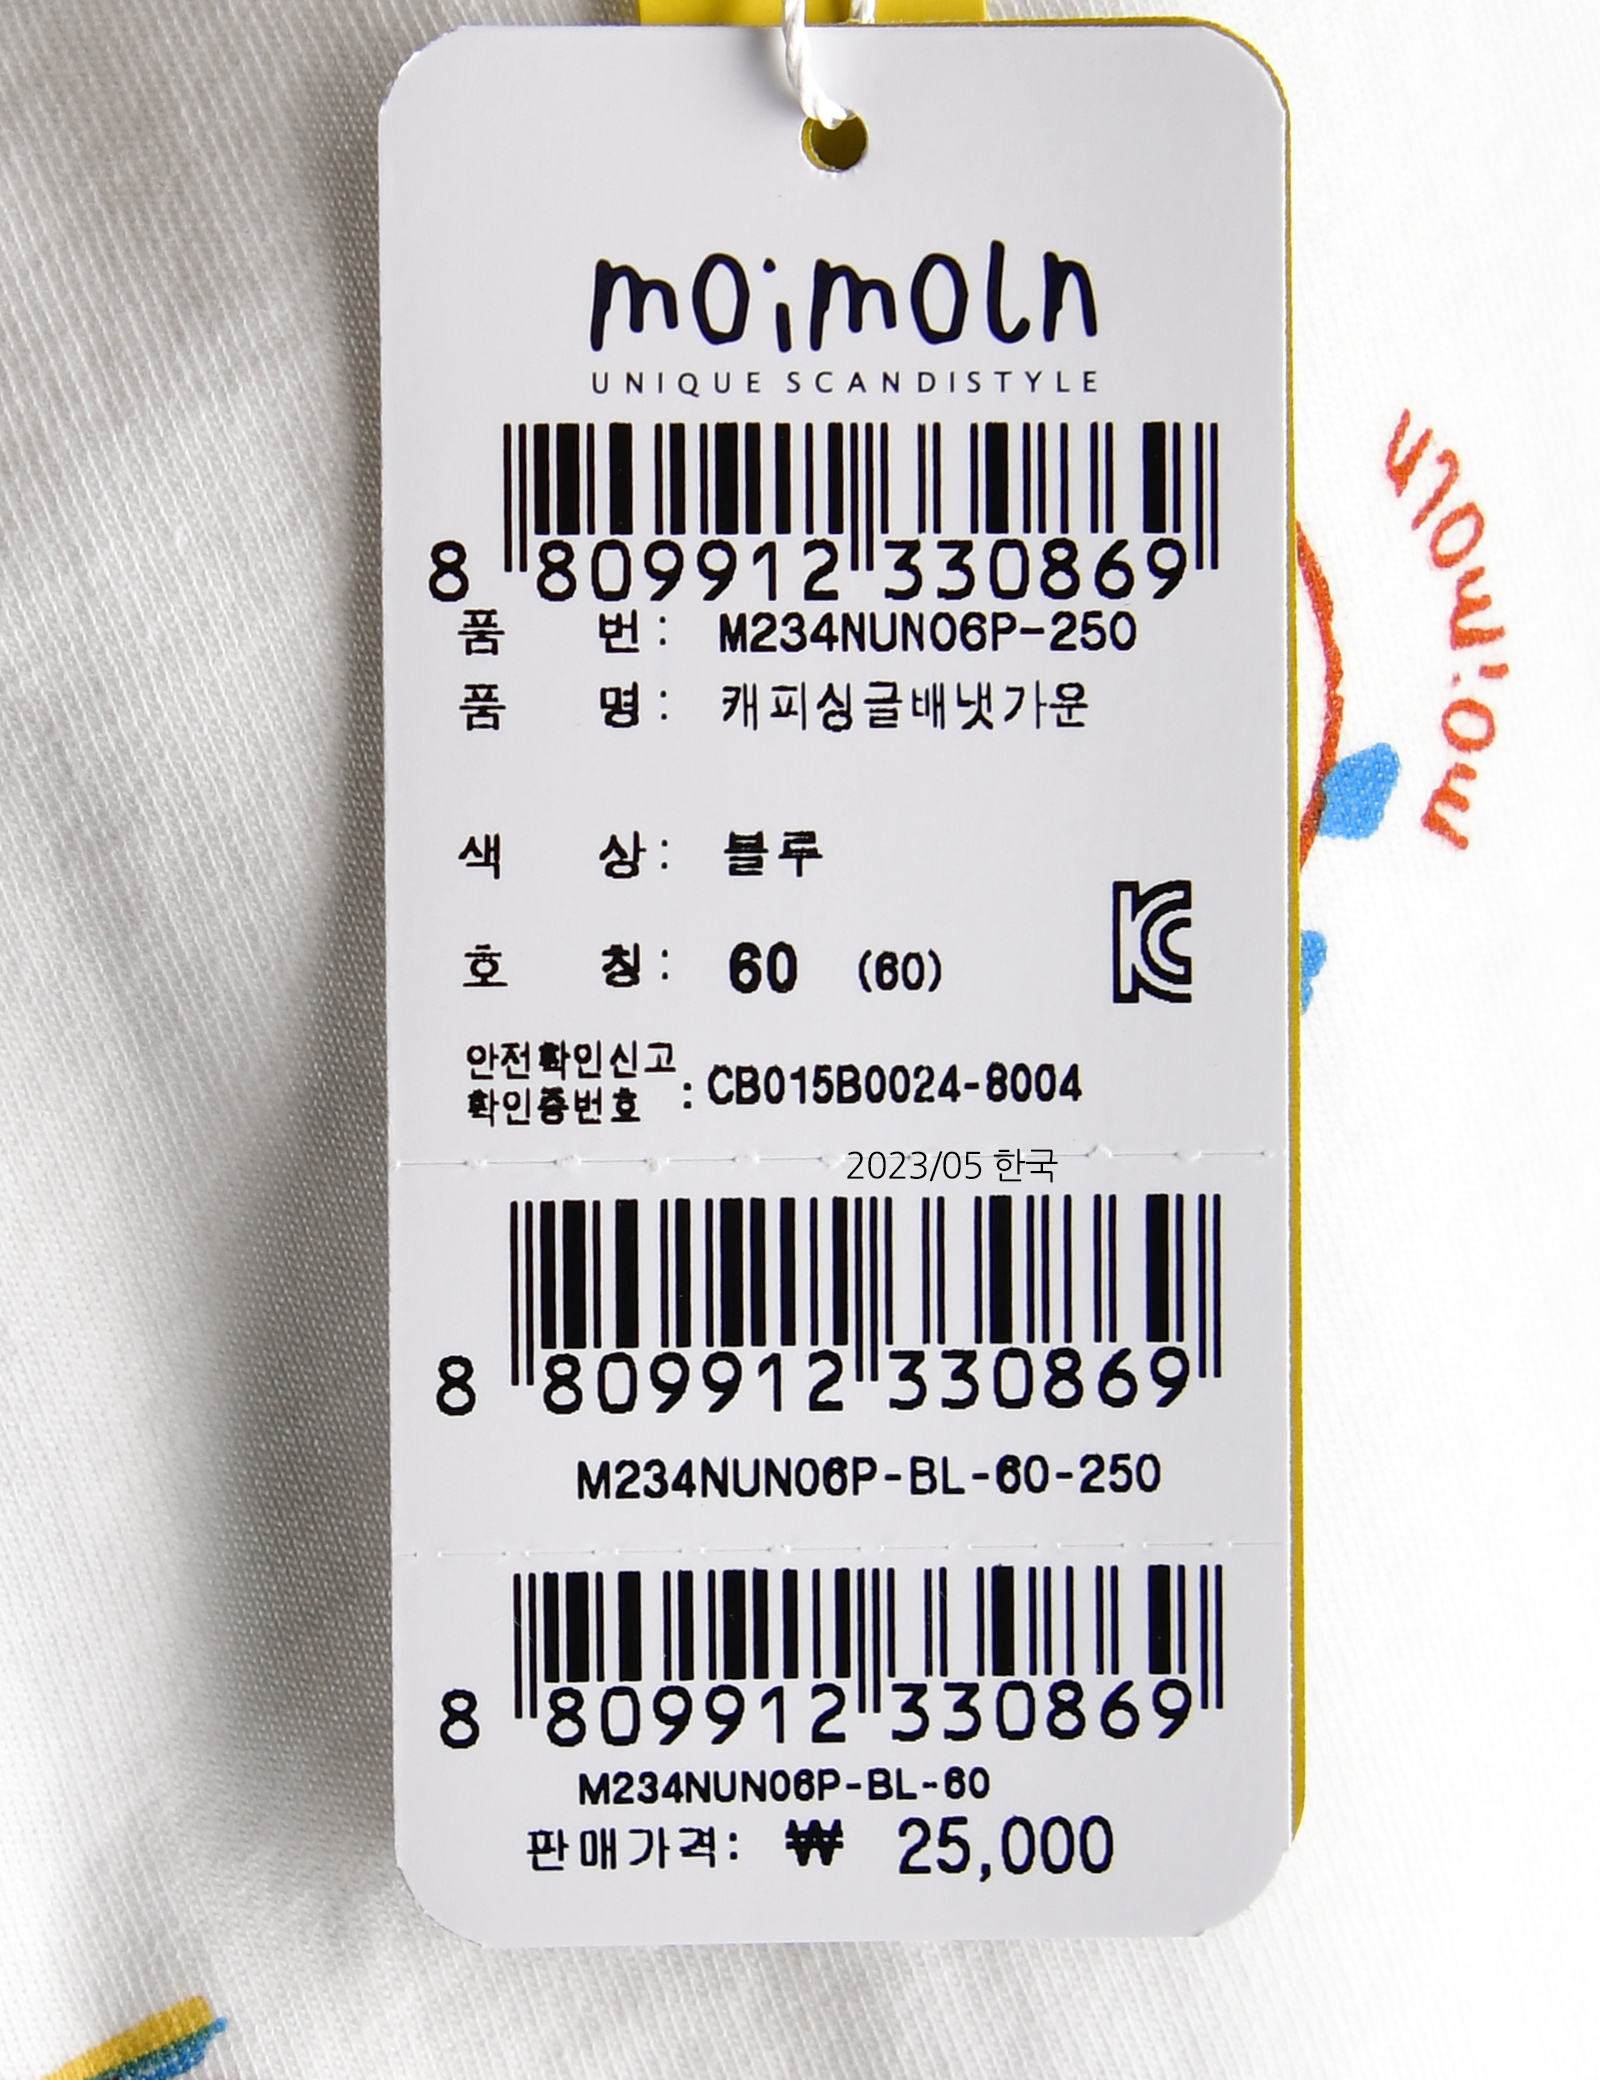 moimoln
UNIQUE SCANDISTYLE
8 809912 330869
품 번 : M234NUN06P-250
품 명 : 캐피싱글배냇가운
색 상 : 블루
호 칭 : 60 (60)
안전확인신고
확인증번호 : CB015B0024-8004
2023/05 한국
8 809912 330869
M234NUN06P-BL-60-250
8 809912 330869
M234NUN06P-BL-60
판매가격: ₩ 25,000
moimoln